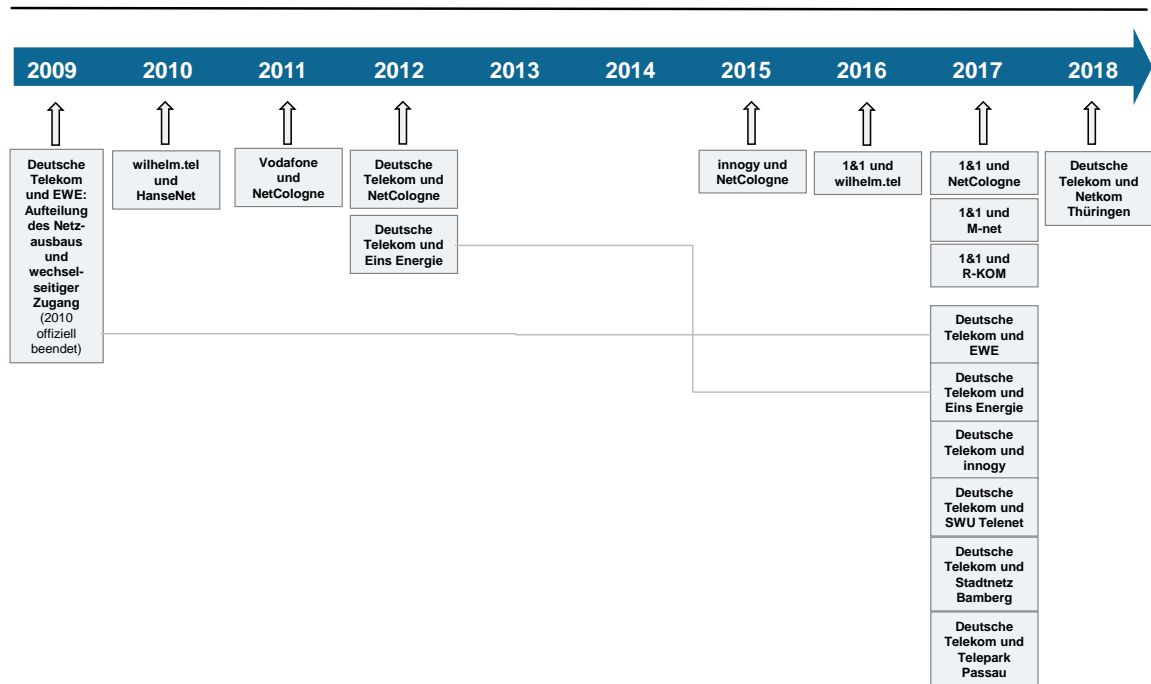 2009 2010 2011 2012 2013 2014 2015 2016 2017 2018
Deutsche
Telekom
und EWE:
Aufteilung
des Netz-
ausbaus
und
wechsel-
seitiger
Zugang
(2010
offiziell
beendet)
wilhelm.tel
und
HanseNet
Vodafone
und
NetCologne
Deutsche
Telekom und
NetCologne
Deutsche
Telekom und
Eins Energie
innogy und
NetCologne
1&1 und
wilhelm.tel
1&1 und
NetCologne
1&1 und
M-net
1&1 und
R-KOM
Deutsche
Telekom und
EWE
Deutsche
Telekom und
Eins Energie
Deutsche
Telekom und
innogy
Deutsche
Telekom und
SWU Telenet
Deutsche
Telekom und
Stadtnetz
Bamberg
Deutsche
Telekom und
Telepark
Passau
Deutsche
Telekom und
Netkom
Thüringen